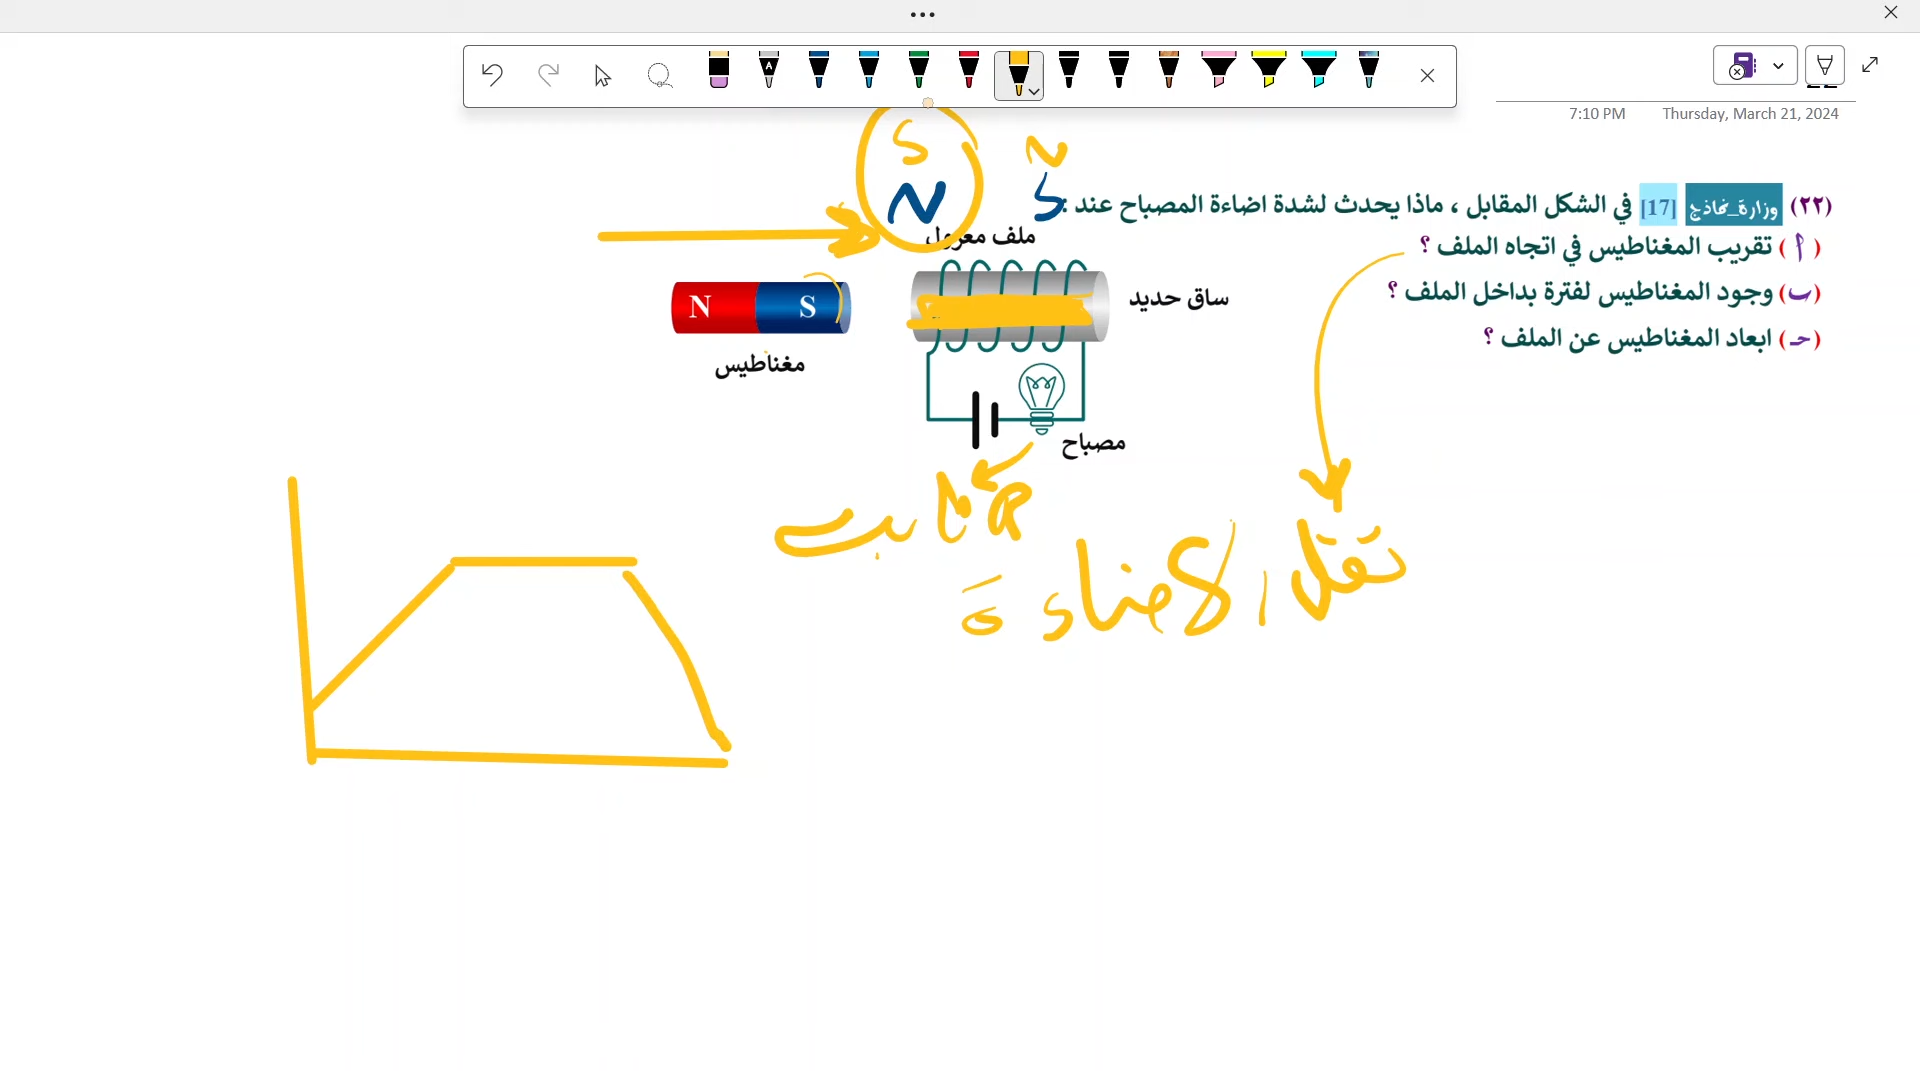 7:10 PM Thursday, March 21, 2024
S N
N S
(٢٢) وزارة_نماذج [17] في الشكل المقابل ، ماذا يحدث لشدة اضاءة المصباح عند :
( أ ) تقريب المغناطيس في اتجاه الملف ؟
(ب) وجود المغناطيس لفترة بداخل الملف ؟
(حـ) ابعاد المغناطيس عن الملف ؟
ملف معزول
N S
ساق حديد
مغناطيس
مصباح
ثابت
تقل الاضاءة